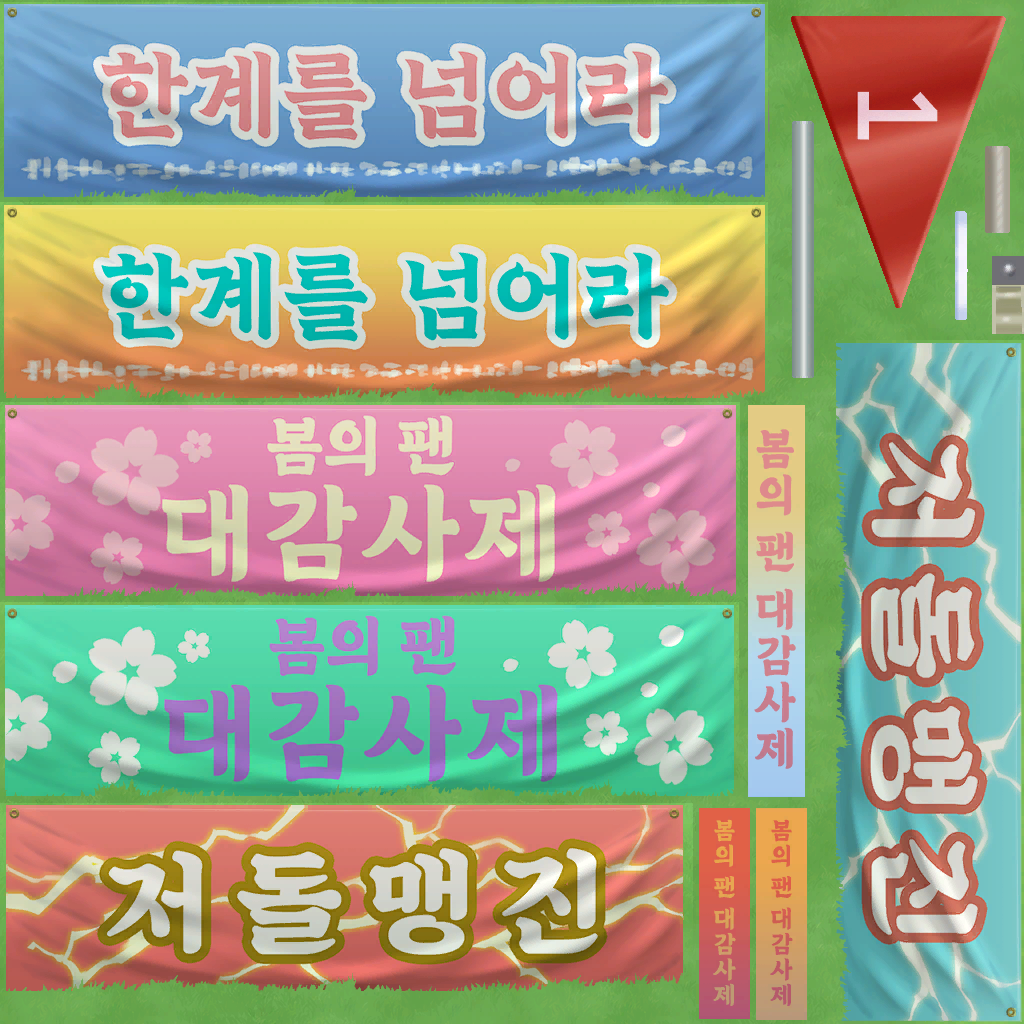 한계를 넘어라
1
한계를 넘어라
봄의 팬
대감사제
봄의 팬 대감사제
저돌맹진
봄의 팬
대감사제
저돌맹진
봄의 팬 대감사제
봄의 팬 대감사제